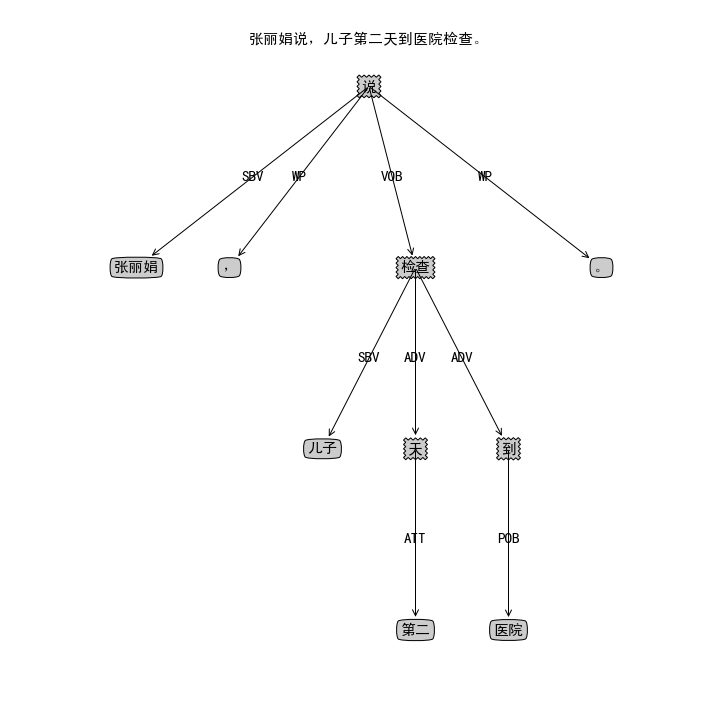 张丽娟说，儿子第二天到医院检查。
说
SBV WP VOB WP
张丽娟 ， 检查 。
SBV ADV ADV
儿子 天 到
ATT POB
第二 医院